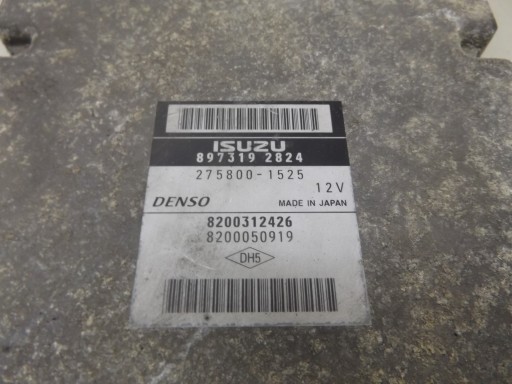 ISUZU
897319 2824
275800-1525
12V
DENSO MADE IN JAPAN
8200312426
8200050919
DH5